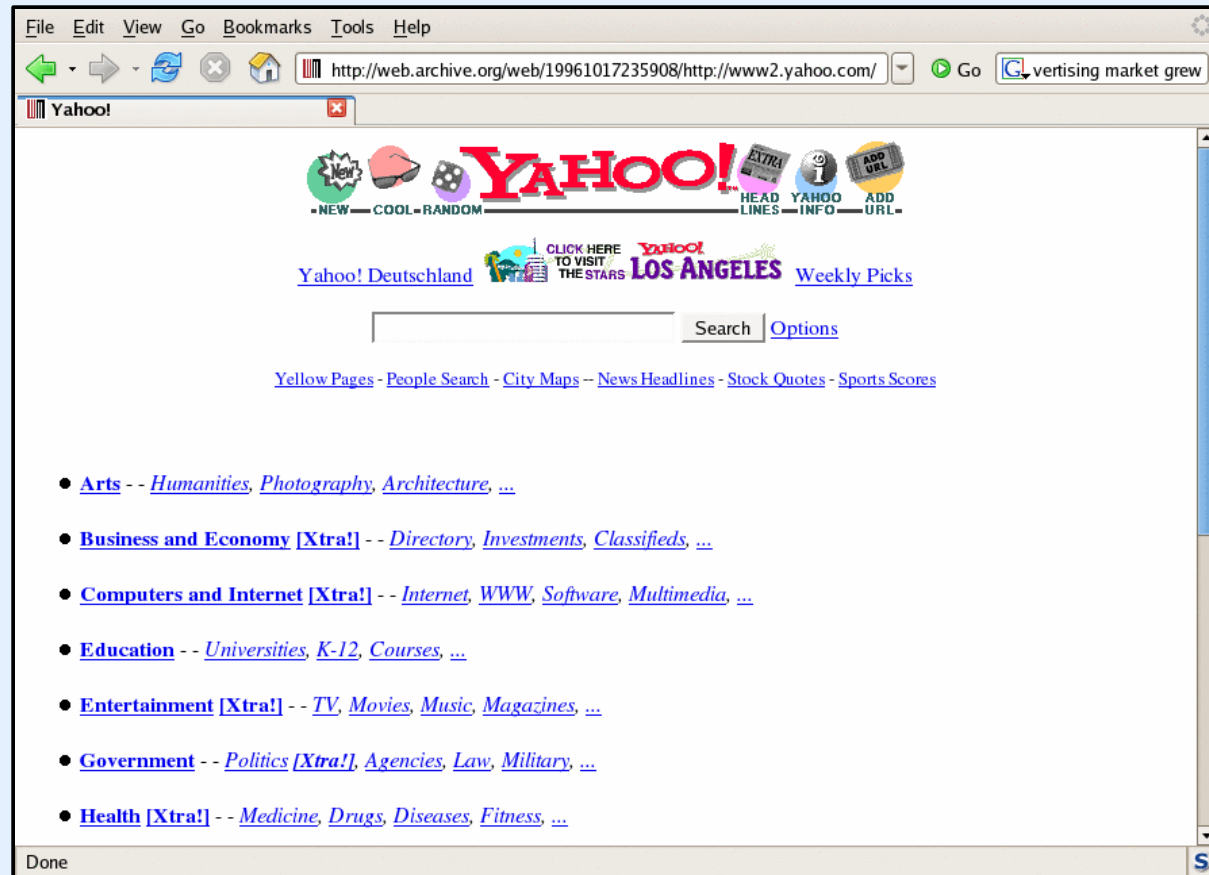 File Edit View Go Bookmarks Tools Help
http://web.archive.org/web/19961017235908/http://www2.yahoo.com/ Go G vertising market grew
Yahoo!
New EXTRA i ADD URL
YAHOO!™
NEW COOL RANDOM HEAD LINES YAHOO INFO ADD URL
Yahoo! Deutschland CLICK HERE TO VISIT THE STARS YAHOO! LOS ANGELES Weekly Picks
Search Options
Yellow Pages - People Search - City Maps -- News Headlines - Stock Quotes - Sports Scores
Arts - - Humanities, Photography, Architecture, ...
Business and Economy [Xtra!] - - Directory, Investments, Classifieds, ...
Computers and Internet [Xtra!] - - Internet, WWW, Software, Multimedia, ...
Education - - Universities, K-12, Courses, ...
Entertainment [Xtra!] - - TV, Movies, Music, Magazines, ...
Government - - Politics [Xtra!], Agencies, Law, Military, ...
Health [Xtra!] - - Medicine, Drugs, Diseases, Fitness, ...
Done S